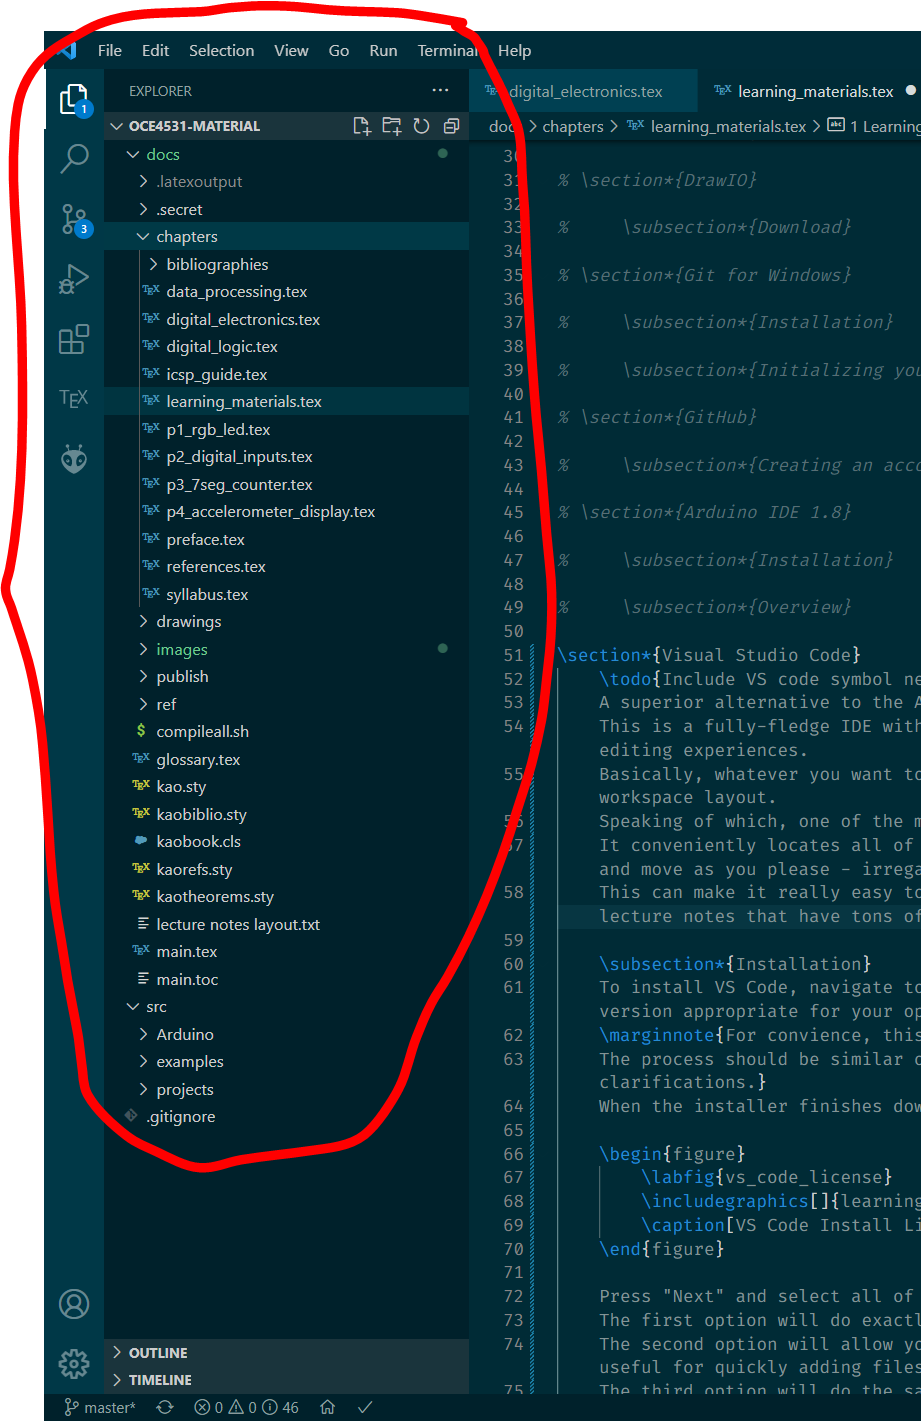 File Edit Selection View Go Run Terminal Help
EXPLORER
digital_electronics.tex
learning_materials.tex
OCE4531-MATERIAL
docs > chapters > learning_materials.tex > 1 Learning
1
3
docs
.latexoutput
.secret
chapters
bibliographies
data_processing.tex
digital_electronics.tex
digital_logic.tex
icsp_guide.tex
learning_materials.tex
p1_rgb_led.tex
p2_digital_inputs.tex
p3_7seg_counter.tex
p4_accelerometer_display.tex
preface.tex
references.tex
syllabus.tex
drawings
images
publish
ref
compileall.sh
glossary.tex
kao.sty
kaobiblio.sty
kaobook.cls
kaorefs.sty
kaotheorems.sty
lecture notes layout.txt
main.tex
main.toc
src
Arduino
examples
projects
.gitignore
OUTLINE
TIMELINE
30
31 % \section*{DrawIO}
32
33 % \subsection*{Download}
34
35 % \section*{Git for Windows}
36
37 % \subsection*{Installation}
38
39 % \subsection*{Initializing you
40
41 % \section*{GitHub}
42
43 % \subsection*{Creating an acco
44
45 % \section*{Arduino IDE 1.8}
46
47 % \subsection*{Installation}
48
49 % \subsection*{Overview}
50
51 \section*{Visual Studio Code}
52 \todo{Include VS code symbol ne
53 A superior alternative to the A
54 This is a fully-fledge IDE with
editing experiences.
55 Basically, whatever you want to
workspace layout.
56 Speaking of which, one of the m
57 It conveniently locates all of
and move as you please - irrega
58 This can make it really easy to
lecture notes that have tons of
59
60 \subsection*{Installation}
61 To install VS Code, navigate to
version appropriate for your op
62 \marginnote{For convience, this
63 The process should be similar o
clarifications.}
64 When the installer finishes dow
65
66 \begin{figure}
67 \labfig{vs_code_license}
68 \includegraphics[]{learning
69 \caption[VS Code Install Li
70 \end{figure}
71
72 Press "Next" and select all of
73 The first option will do exactl
74 The second option will allow yo
useful for quickly adding files
75 The third option will do the sa
master* 0 0 46